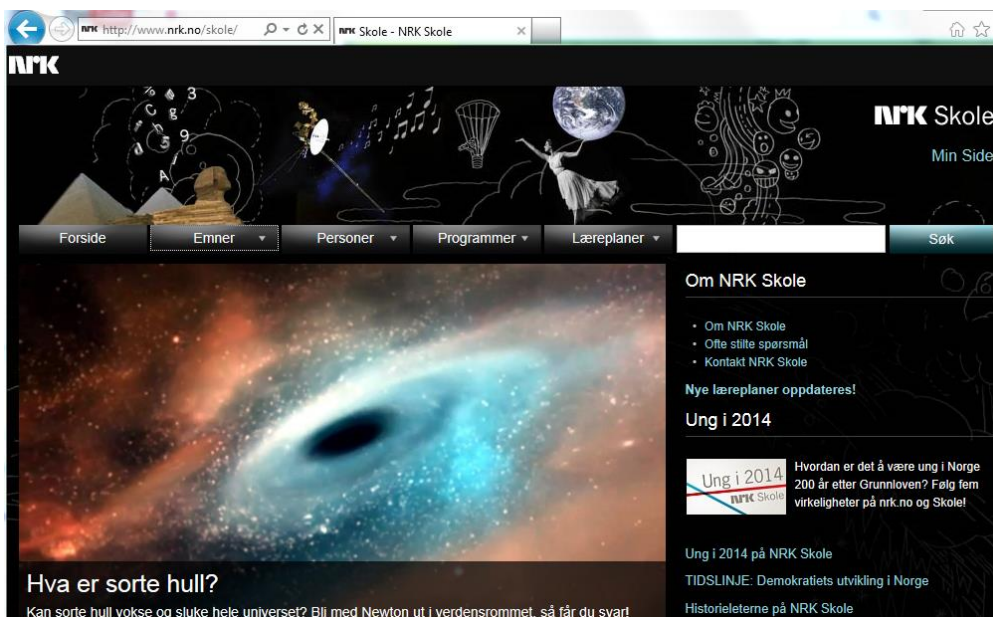 nrk http://www.nrk.no/skole/
nrk Skole - NRK Skole
nrk
nrk Skole
Min Side
Forside
Emner
Personer
Programmer
Læreplaner
Søk
Hva er sorte hull?
Kan sorte hull vokse og sluke hele universet? Bli med Newton ut i verdensrommet, så får du svar!
Om NRK Skole
• Om NRK Skole
• Ofte stilte spørsmål
• Kontakt NRK Skole
Nye læreplaner oppdateres!
Ung i 2014
Ung i 2014
nrk Skole
Hvordan er det å være ung i Norge
200 år etter Grunnloven? Følg fem
virkeligheter på nrk.no og Skole!
Ung i 2014 på NRK Skole
TIDSLINJE: Demokratiets utvikling i Norge
Historieleterne på NRK Skole